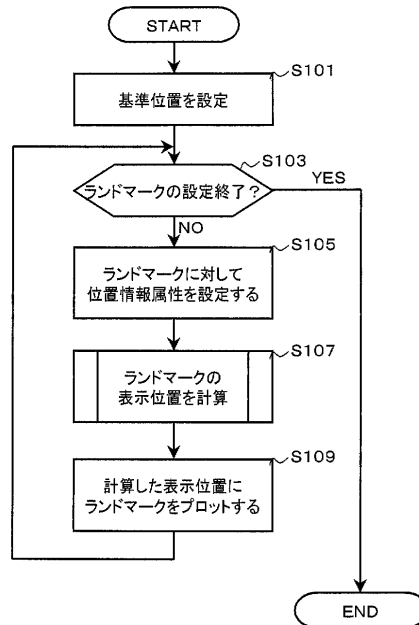 START
S101
基準位置を設定
S103
ランドマークの設定終了？
YES
NO
S105
ランドマークに対して
位置情報属性を設定する
S107
ランドマークの
表示位置を計算
S109
計算した表示位置に
ランドマークをプロットする
END